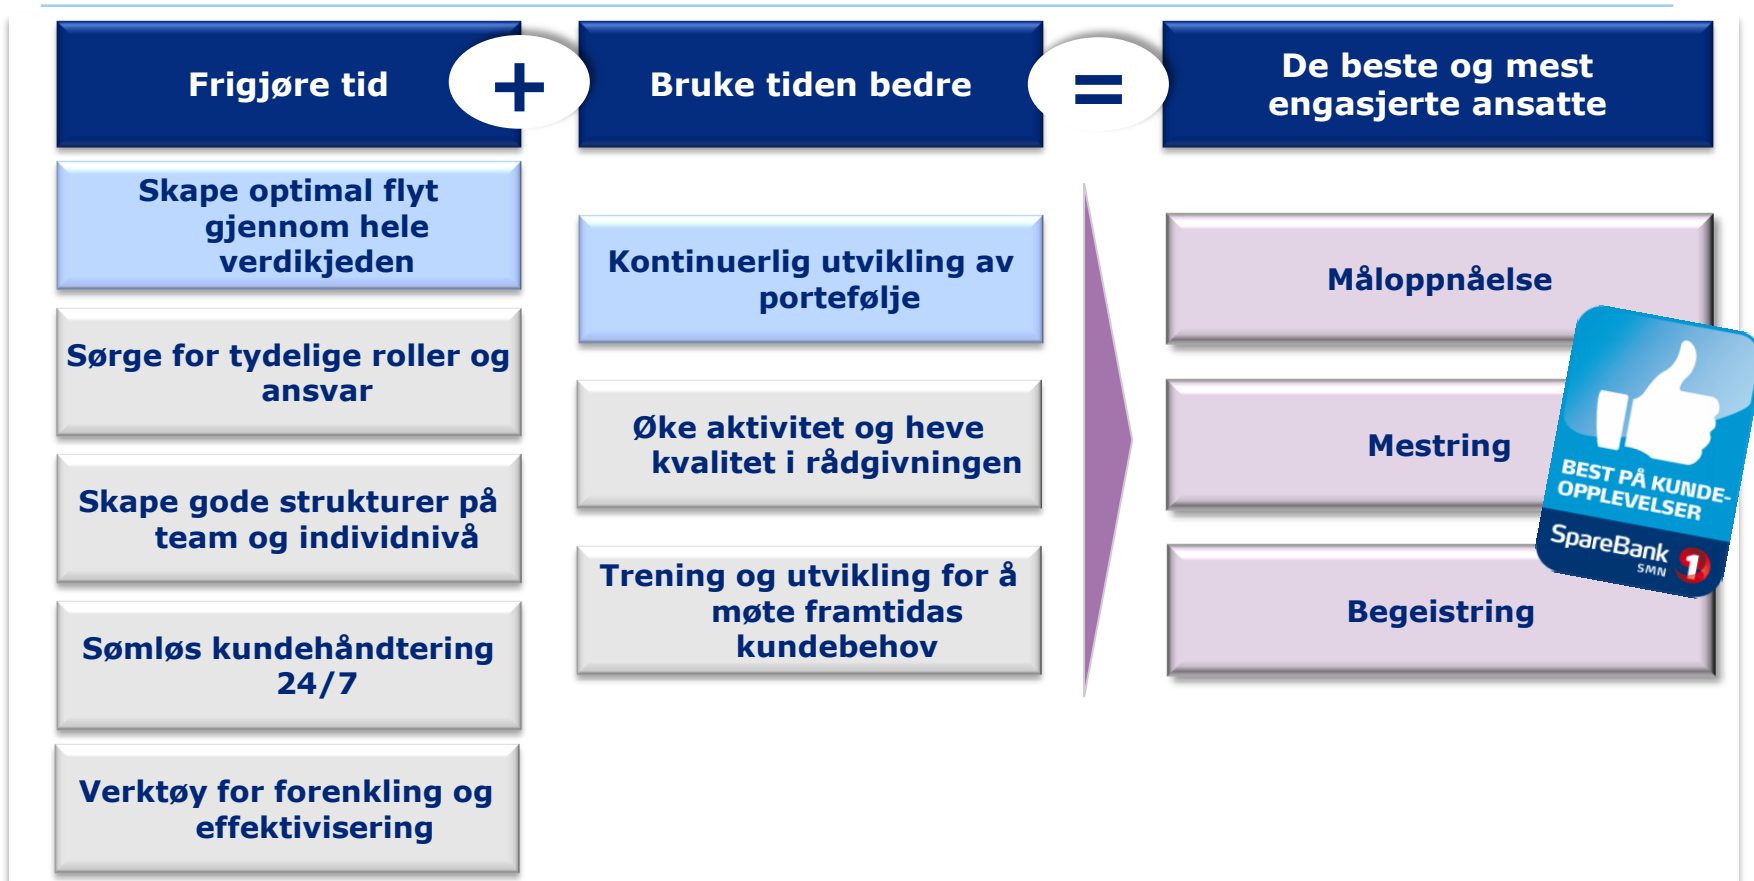 Frigjøre tid
+
Bruke tiden bedre
=
De beste og mest
engasjerte ansatte
Skape optimal flyt
gjennom hele
verdikjeden
Sørge for tydelige roller og
ansvar
Skape gode strukturer på
team og individnivå
Sømløs kundehåndtering
24/7
Verktøy for forenkling og
effektivisering
Kontinuerlig utvikling av
portefølje
Øke aktivitet og heve
kvalitet i rådgivningen
Trening og utvikling for å
møte framtidas
kundebehov
Måloppnåelse
Mestring
Begeistring
BEST PÅ KUNDE-
OPPLEVELSER
SpareBank 1
SMN